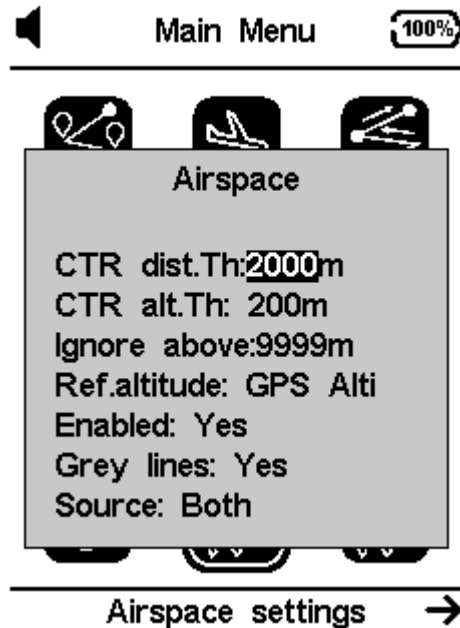 Main Menu
100%
Airspace
CTR dist.Th:2000m
CTR alt.Th: 200m
Ignore above:9999m
Ref.altitude: GPS Alti
Enabled: Yes
Grey lines: Yes
Source: Both
Airspace settings